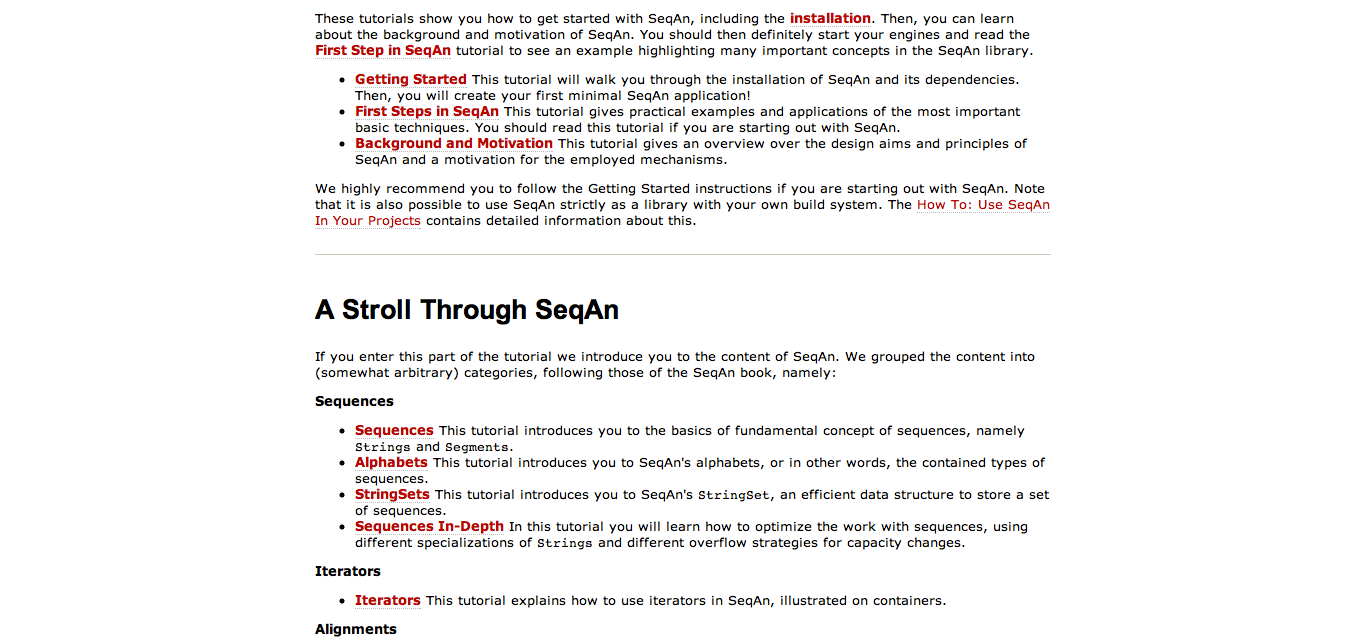 These tutorials show you how to get started with SeqAn, including the installation. Then, you can learn
about the background and motivation of SeqAn. You should then definitely start your engines and read the
First Step in SeqAn tutorial to see an example highlighting many important concepts in the SeqAn library.
• Getting Started This tutorial will walk you through the installation of SeqAn and its dependencies.
Then, you will create your first minimal SeqAn application!
• First Steps in SeqAn This tutorial gives practical examples and applications of the most important
basic techniques. You should read this tutorial if you are starting out with SeqAn.
• Background and Motivation This tutorial gives an overview over the design aims and principles of
SeqAn and a motivation for the employed mechanisms.
We highly recommend you to follow the Getting Started instructions if you are starting out with SeqAn. Note
that it is also possible to use SeqAn strictly as a library with your own build system. The How To: Use SeqAn
In Your Projects contains detailed information about this.
A Stroll Through SeqAn
If you enter this part of the tutorial we introduce you to the content of SeqAn. We grouped the content into
(somewhat arbitrary) categories, following those of the SeqAn book, namely:
Sequences
• Sequences This tutorial introduces you to the basics of fundamental concept of sequences, namely
Strings and Segments.
• Alphabets This tutorial introduces you to SeqAn's alphabets, or in other words, the contained types of
sequences.
• StringSets This tutorial introduces you to SeqAn's StringSet, an efficient data structure to store a set
of sequences.
• Sequences In-Depth In this tutorial you will learn how to optimize the work with sequences, using
different specializations of Strings and different overflow strategies for capacity changes.
Iterators
• Iterators This tutorial explains how to use iterators in SeqAn, illustrated on containers.
Alignments